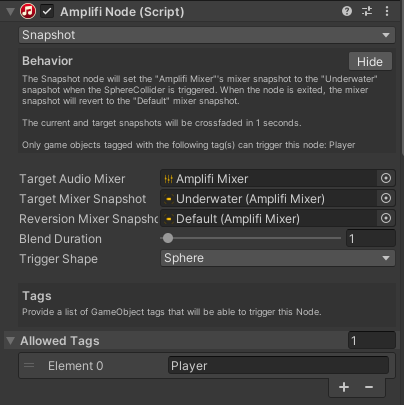 Amplifi Node (Script)
Snapshot
Behavior
Hide
The Snapshot node will set the "Amplifi Mixer"'s mixer snapshot to the "Underwater"
snapshot when the SphereCollider is triggered. When the node is exited, the mixer
snapshot will revert to the "Default" mixer snapshot.
The current and target snapshots will be crossfaded in 1 seconds.
Only game objects tagged with the following tag(s) can trigger this node: Player
Target Audio Mixer Amplifi Mixer
Target Mixer Snapshot Underwater (Amplifi Mixer)
Reversion Mixer Snapsho Default (Amplifi Mixer)
Blend Duration 1
Trigger Shape Sphere
Tags
Provide a list of GameObject tags that will be able to trigger this Node.
Allowed Tags 1
Element 0 Player
+ −